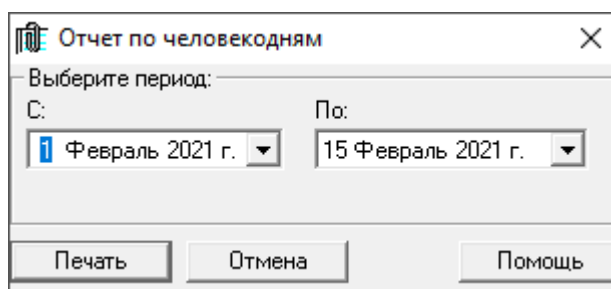 Отчет по человекодням
Выберите период:
С: По:
1 Февраль 2021 г. 15 Февраль 2021 г.
Печать Отмена Помощь